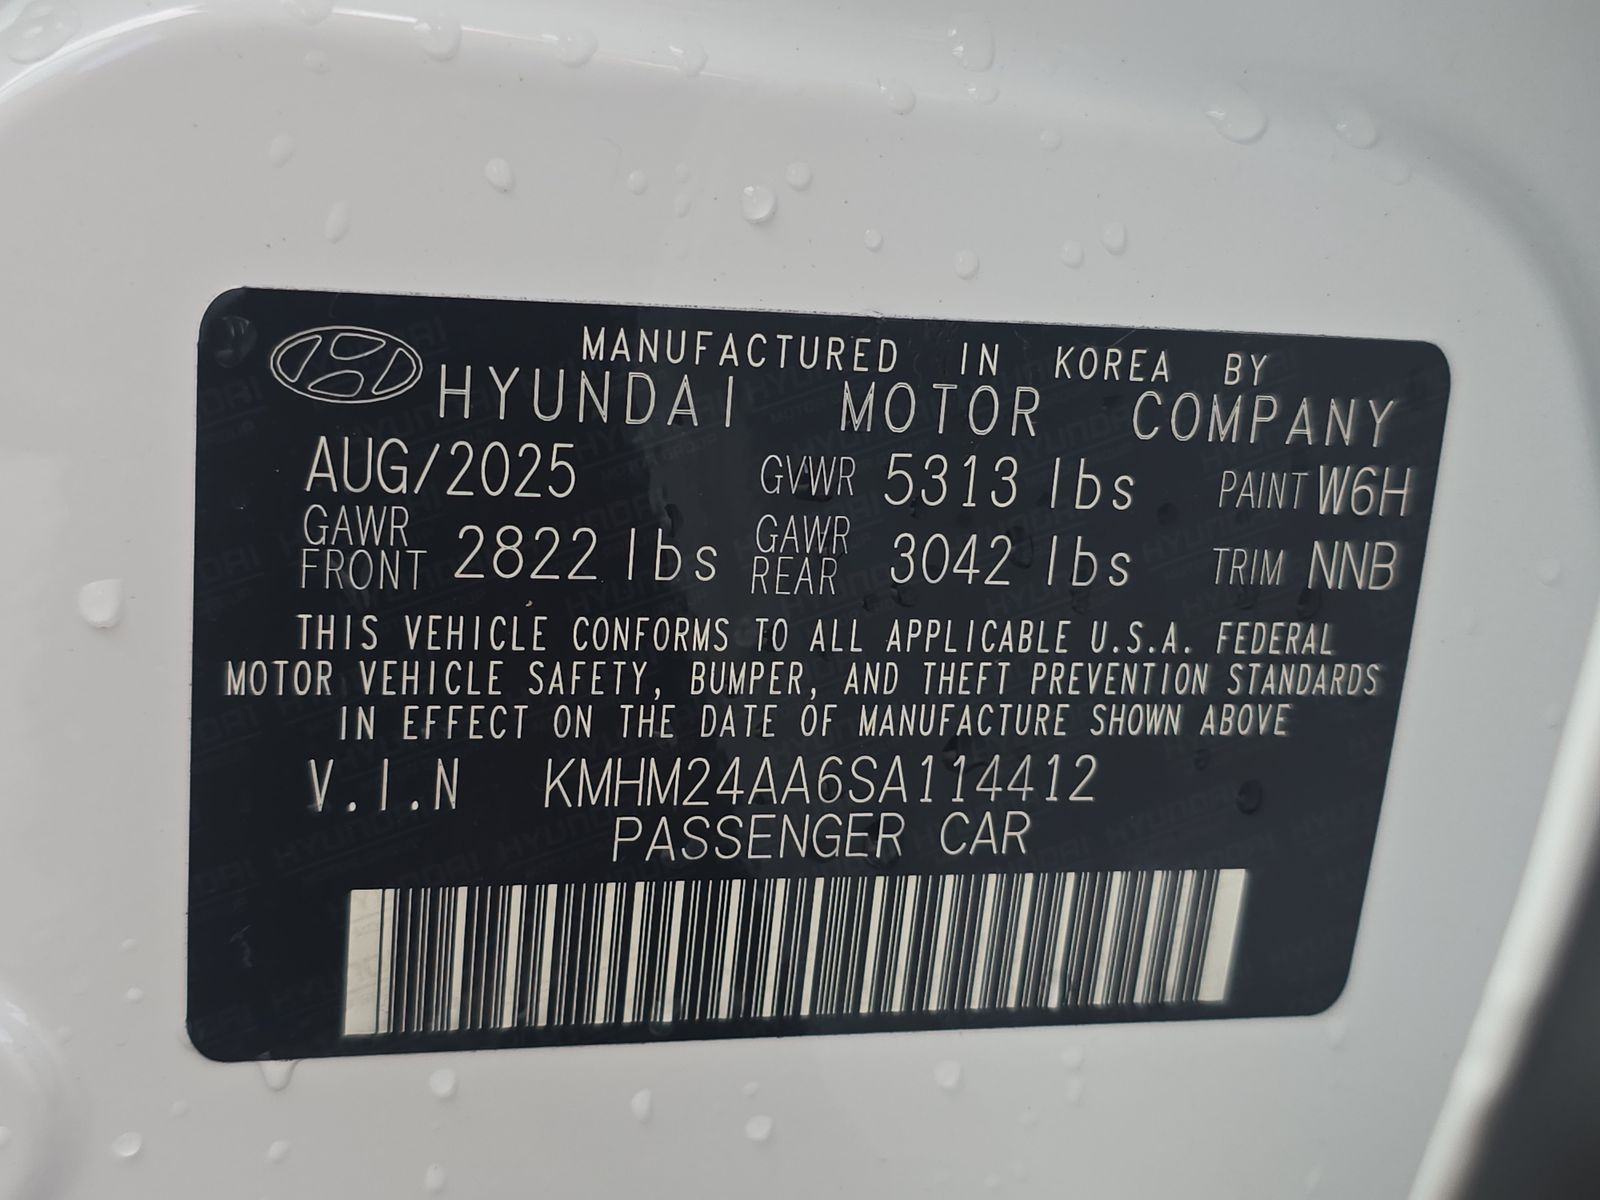 MANUFACTURED IN KOREA BY
HYUNDAI MOTOR COMPANY
AUG/2025 GVWR 5313 lbs PAINT W6H
GAWR FRONT 2822 lbs GAWR REAR 3042 lbs TRIM NNB
THIS VEHICLE CONFORMS TO ALL APPLICABLE U.S.A. FEDERAL
MOTOR VEHICLE SAFETY, BUMPER, AND THEFT PREVENTION STANDARDS
IN EFFECT ON THE DATE OF MANUFACTURE SHOWN ABOVE
V.I.N KMHM24AA6SA114412
PASSENGER CAR